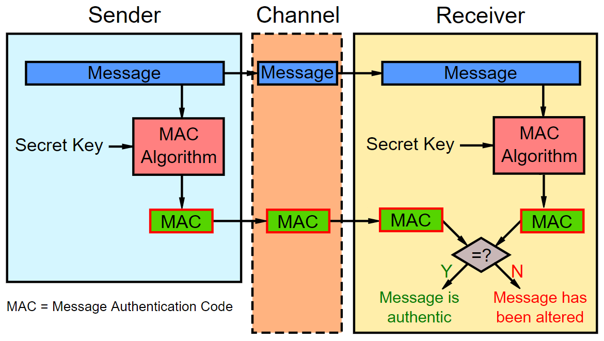 Sender
Channel
Receiver
Message
Message
Message
Secret Key
MAC
Algorithm
Secret Key
MAC
Algorithm
MAC
MAC
MAC
MAC
=?
Y
N
Message is
authentic
Message has
been altered
MAC = Message Authentication Code